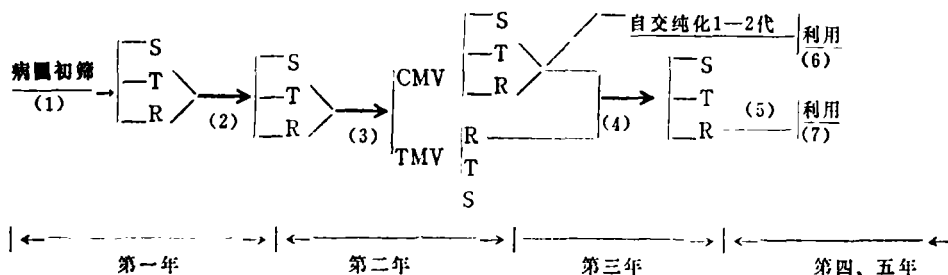 病圃初筛
(1)
S
T
R
(2)
S
T
R
(3)
CMV
TMV
S
T
R
R
T
S
自交纯化1—2代
利用
(6)
(4)
S
T
R
(5)
利用
(7)
第一年
第二年
第三年
第四、五年